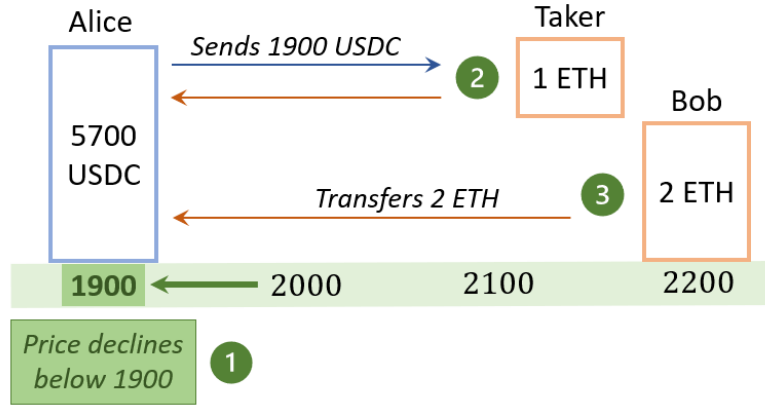 Alice
Taker
Sends 1900 USDC
2
1 ETH
Bob
5700
USDC
Transfers 2 ETH
3
2 ETH
1900
2000
2100
2200
Price declines
below 1900
1